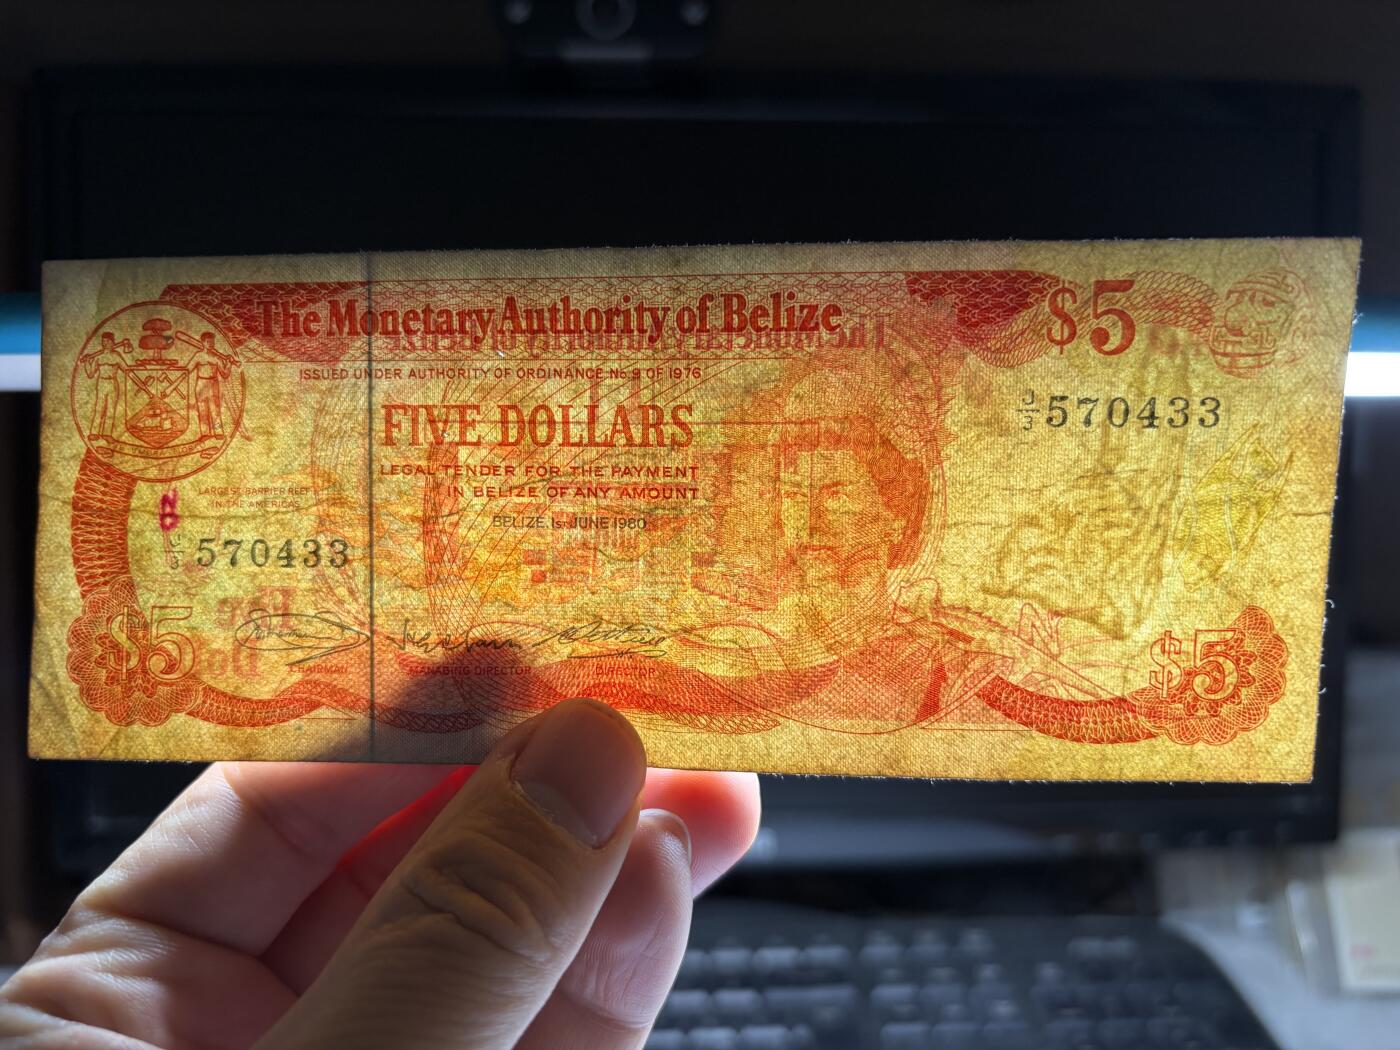 The Monetary Authority of Belize
$5
ISSUED UNDER AUTHORITY OF ORDINANCE No. 9 OF 1976
FIVE DOLLARS
J/3 570433
LEGAL TENDER FOR THE PAYMENT
IN BELIZE OF ANY AMOUNT
LARGEST BARRIER REEF
IN THE AMERICAS
BELIZE, 1st JUNE 1980
J/3 570433
$5
CHAIRMAN
MANAGING DIRECTOR
DIRECTOR
$5